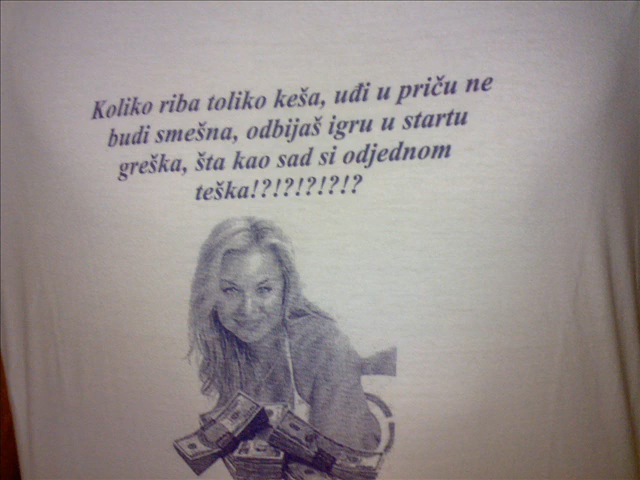 Koliko riba toliko keša, uđi u priču ne
budi smešna, odbijaš igru u startu
greška, šta kao sad si odjednom
teška!?!?!?!?!?